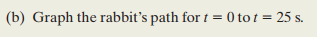 (b) Graph the rabbit's path for t = 0 to t = 25 s.